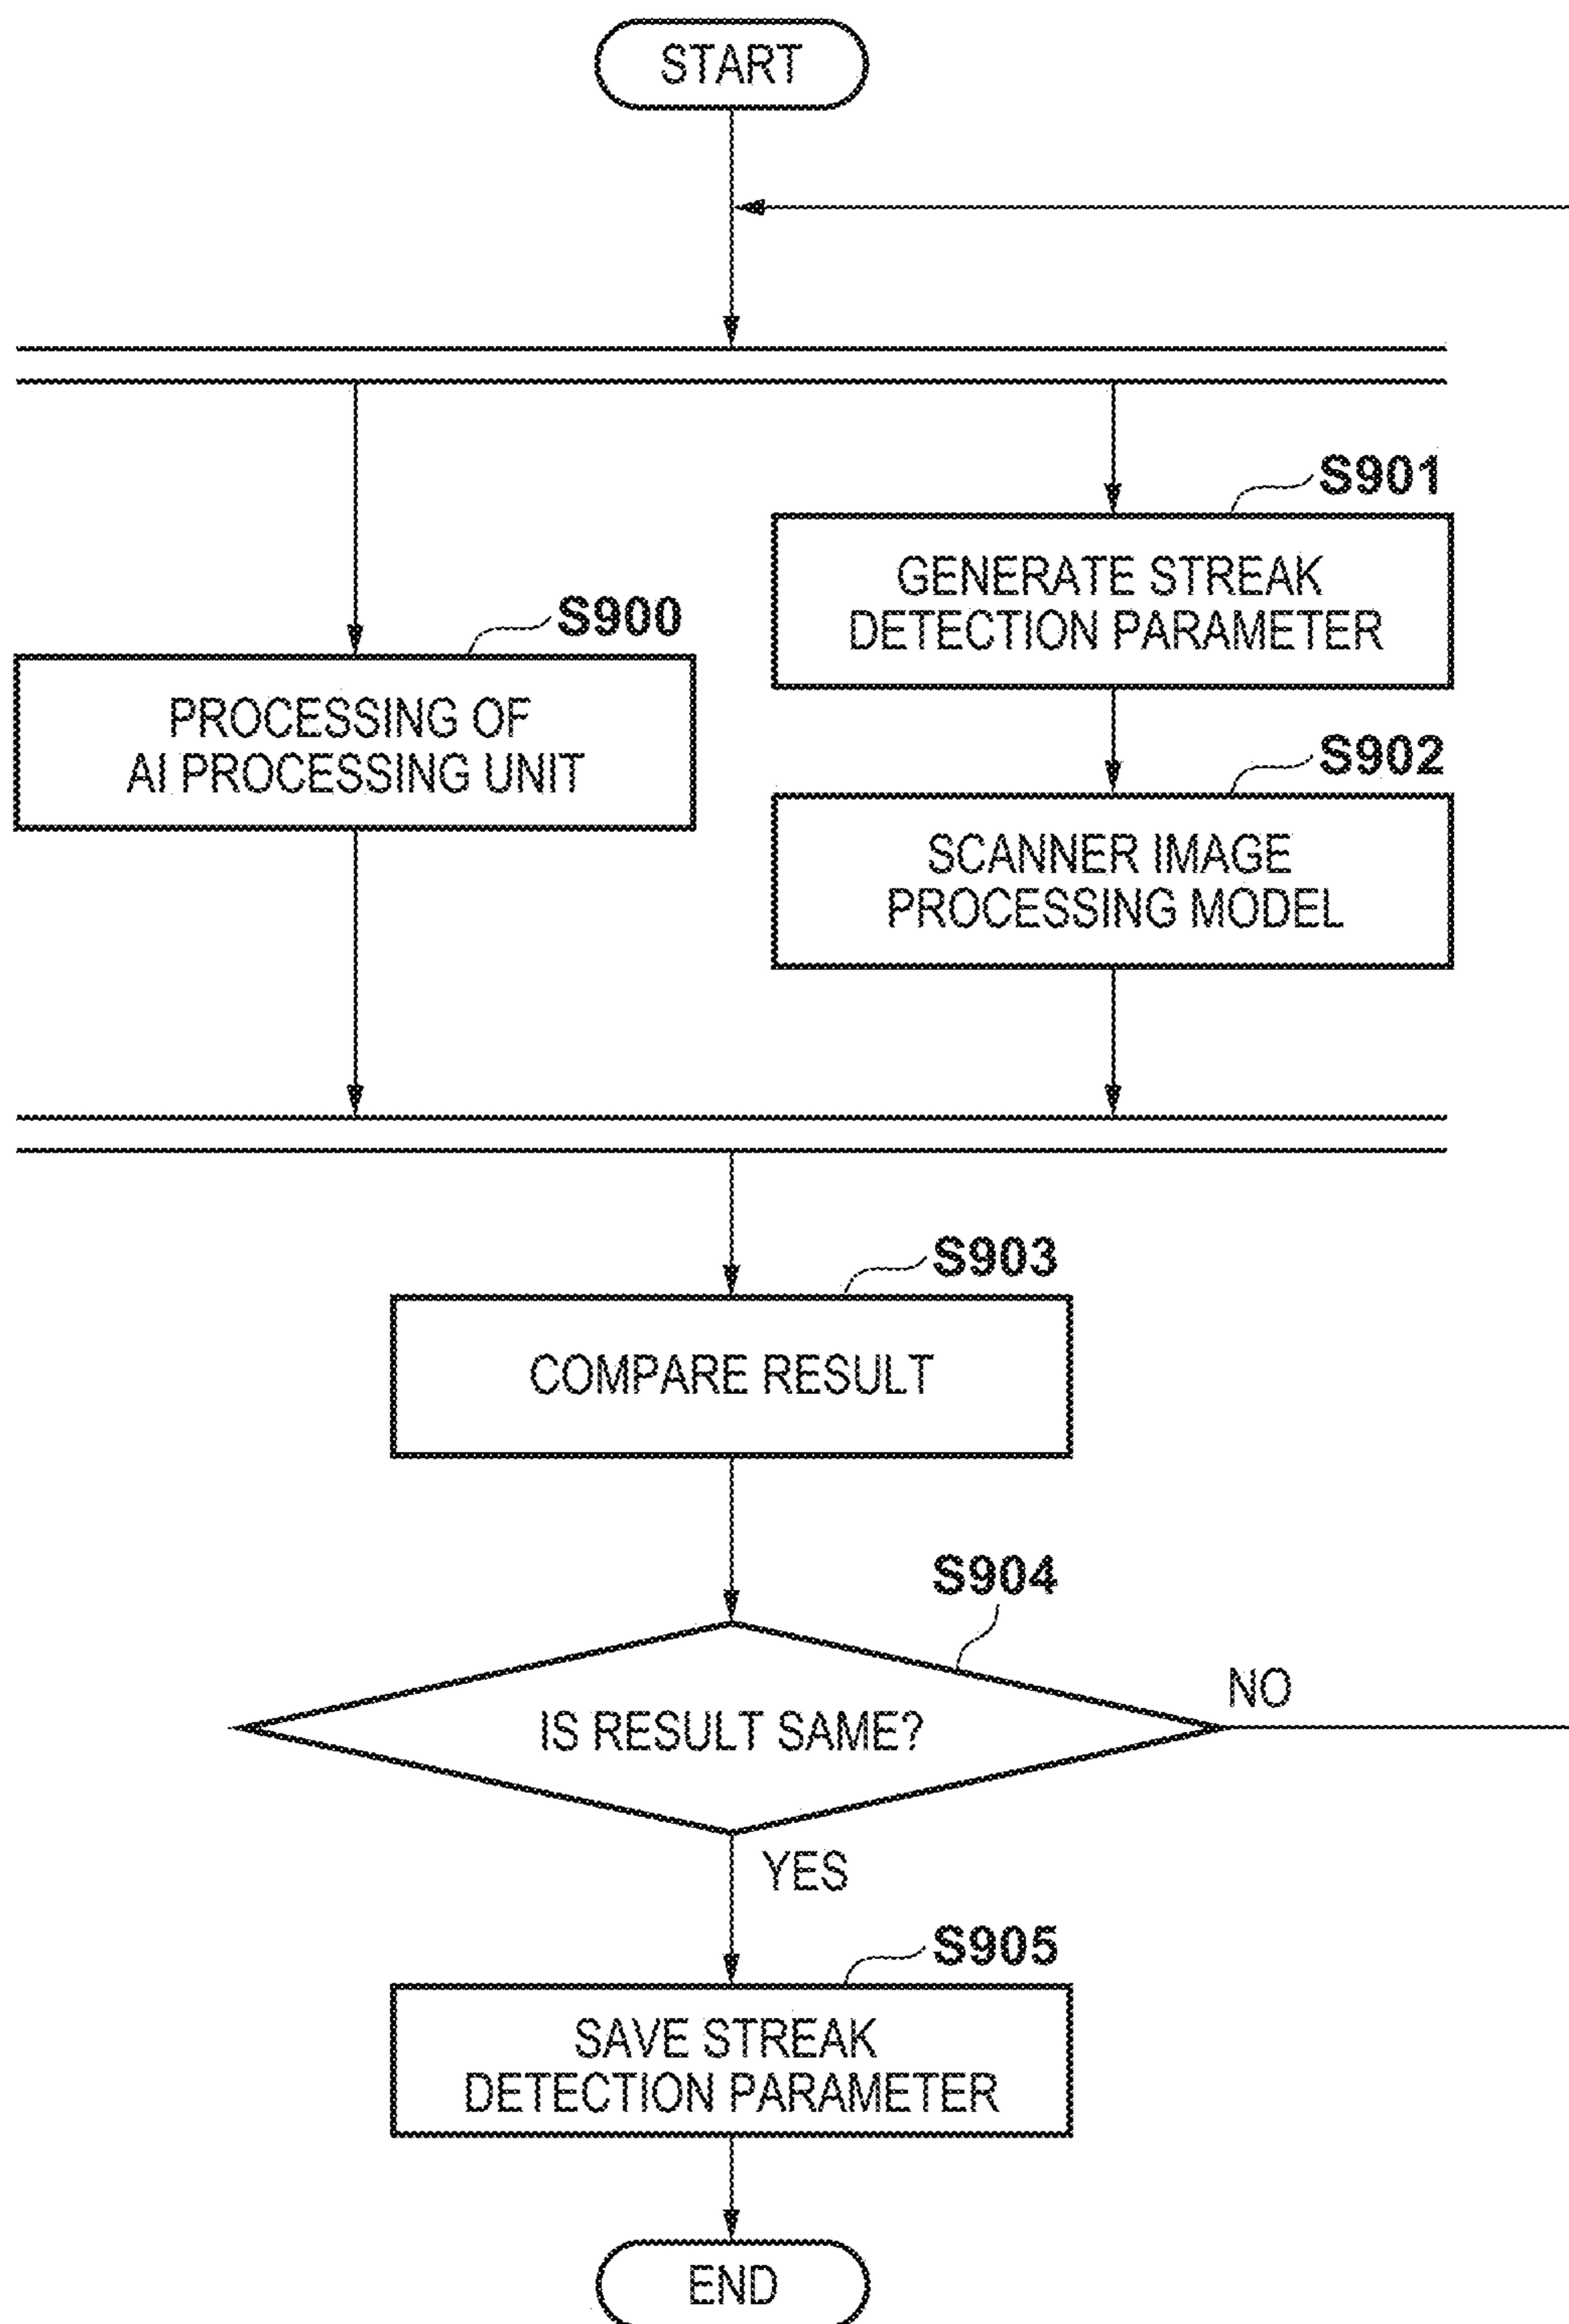 START
S901
GENERATE STREAK
DETECTION PARAMETER
S900
PROCESSING OF
AI PROCESSING UNIT
S902
SCANNER IMAGE
PROCESSING MODEL
S903
COMPARE RESULT
S904
NO
IS RESULT SAME?
YES
S905
SAVE STREAK
DETECTION PARAMETER
END